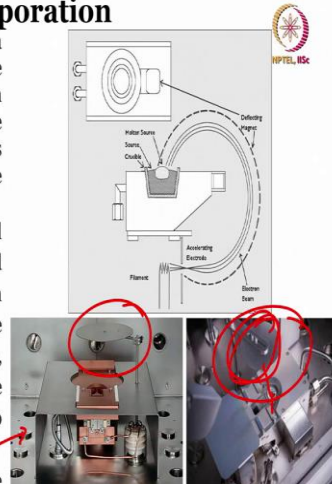 poration
NPTEL, IISc
Deflecting
Magnet
Molten Source
Source
Crucible
Accelerating
Electrode
Filament
Electron
Beam